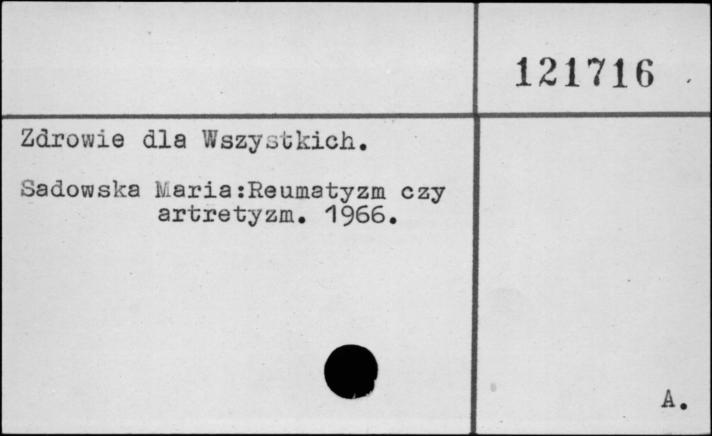 121716
Zdrowie dla Wszystkich.
Sadowska Maria:Reumatyzm czy
artretyzm. 1966.
A.